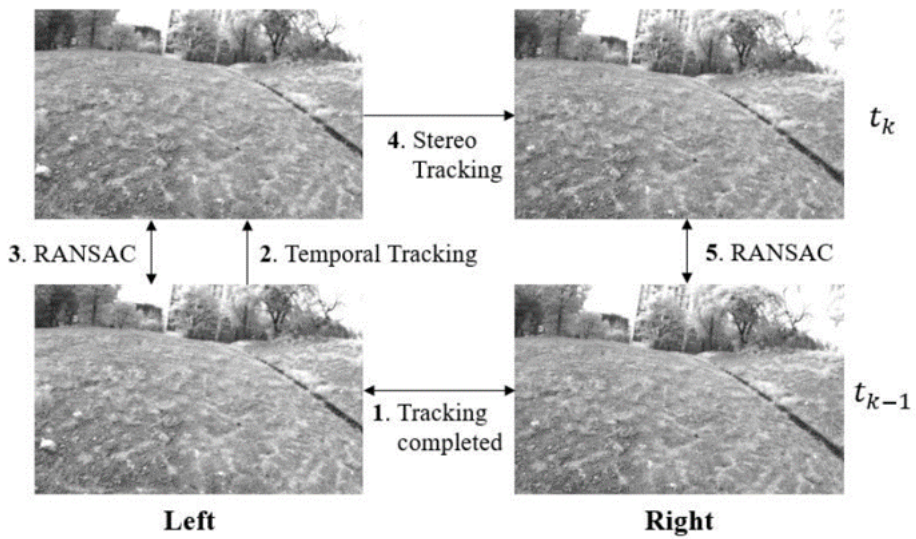 4. Stereo
Tracking
t_k
3. RANSAC
2. Temporal Tracking
5. RANSAC
1. Tracking
completed
t_{k-1}
Left
Right